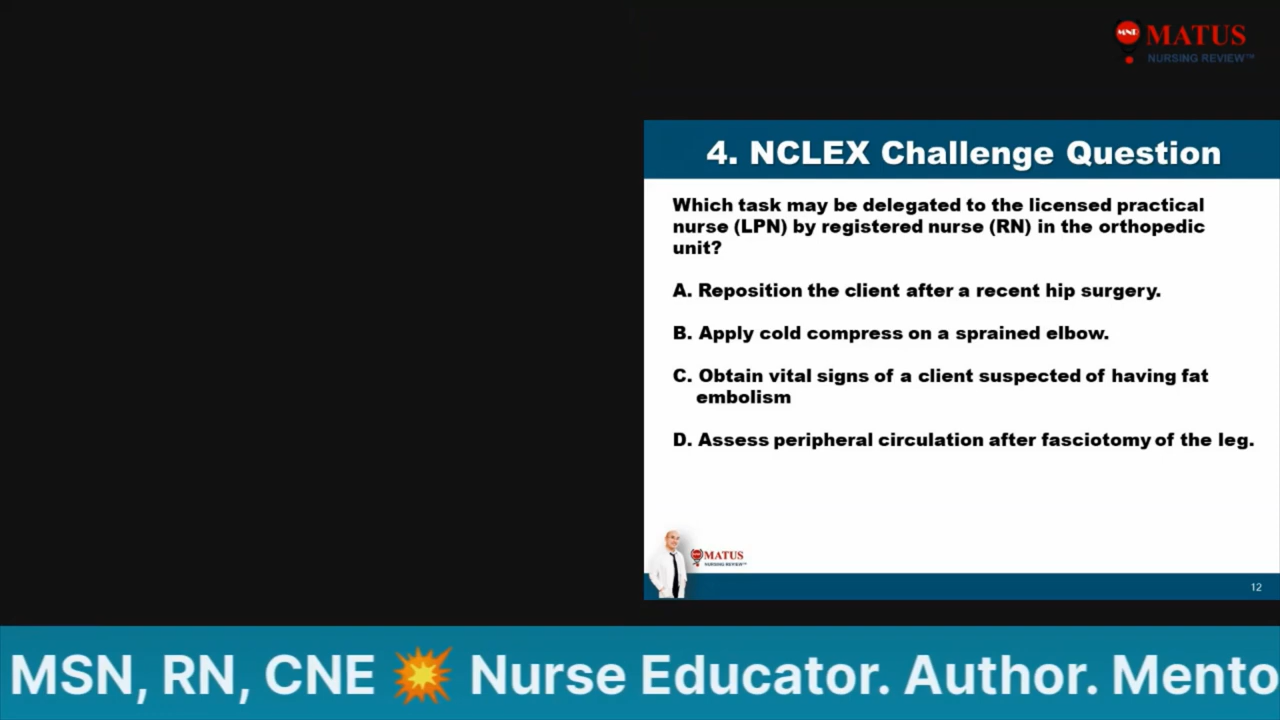 MNR MATUS
NURSING REVIEW™
4. NCLEX Challenge Question
Which task may be delegated to the licensed practical
nurse (LPN) by registered nurse (RN) in the orthopedic
unit?
A. Reposition the client after a recent hip surgery.
B. Apply cold compress on a sprained elbow.
C. Obtain vital signs of a client suspected of having fat
embolism
D. Assess peripheral circulation after fasciotomy of the leg.
MATUS
NURSING REVIEW™
12
MSN, RN, CNE 💥 Nurse Educator. Author. Mento